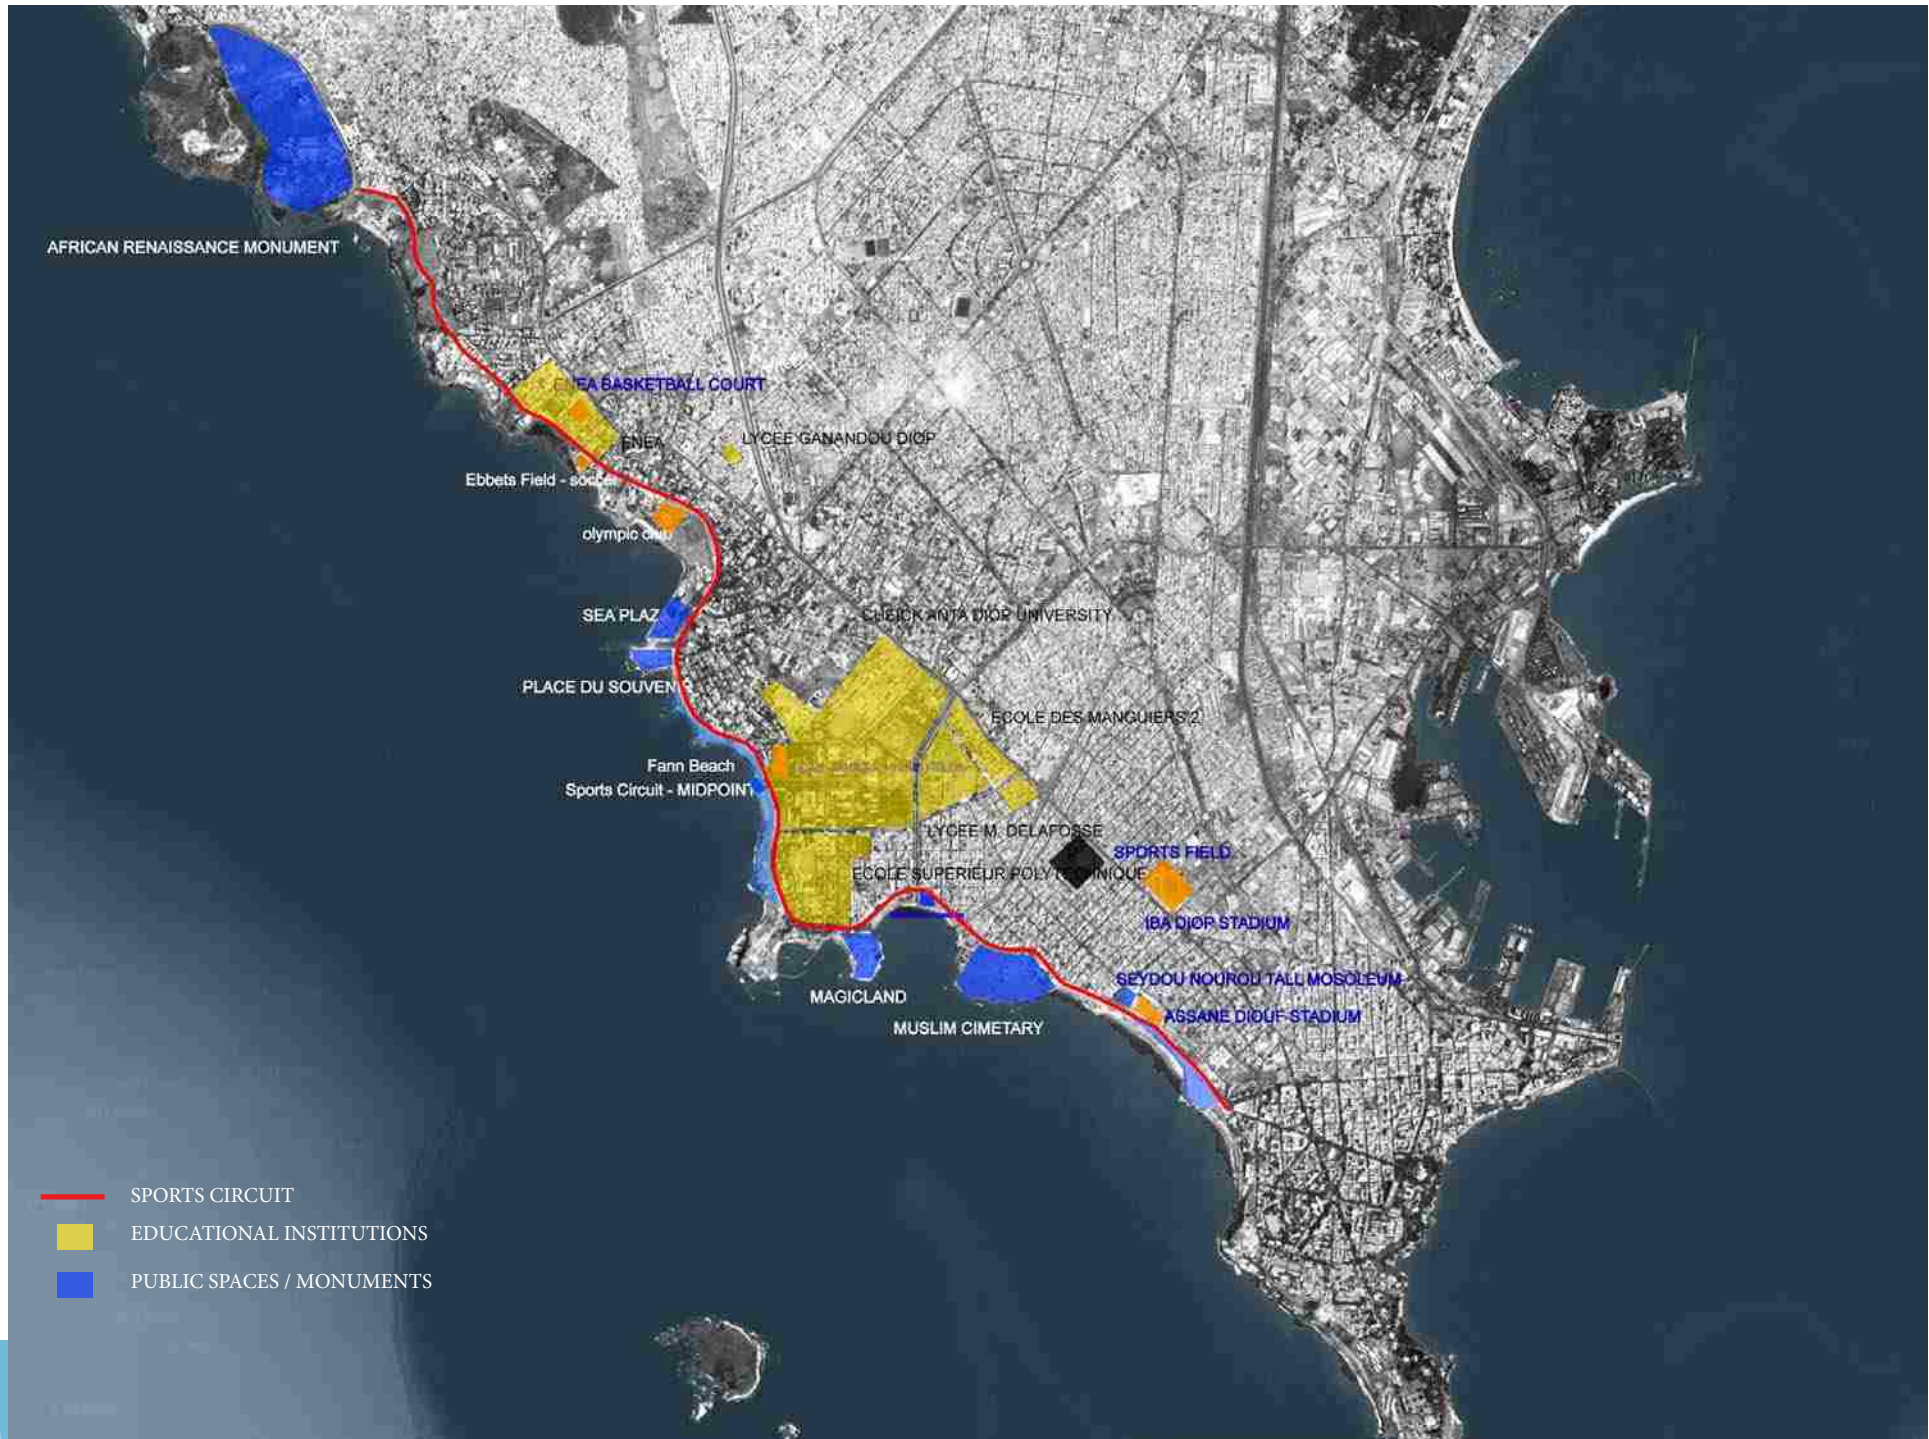 AFRICAN RENAISSANCE MONUMENT
ENEA BASKETBALL COURT
ENEA
LYCEE GANANDOU DIOP
Ebbets Field - soccer
olympic club
SEA PLAZ
CHEICK ANTA DIOP UNIVERSITY
PLACE DU SOUVENIR
ECOLE DES MANGUIERS 2
Fann Beach
Sports Circuit - MIDPOINT
LYCEE M. DELAFOSSE
SPORTS FIELD
ECOLE SUPERIEUR POLYTECHNIQUE
IBA DIOP STADIUM
SEYDOU NOUROU TALL MOSOLEUM
MAGICLAND
ASSANE DIOUF STADIUM
MUSLIM CIMETARY
SPORTS CIRCUIT
EDUCATIONAL INSTITUTIONS
PUBLIC SPACES / MONUMENTS